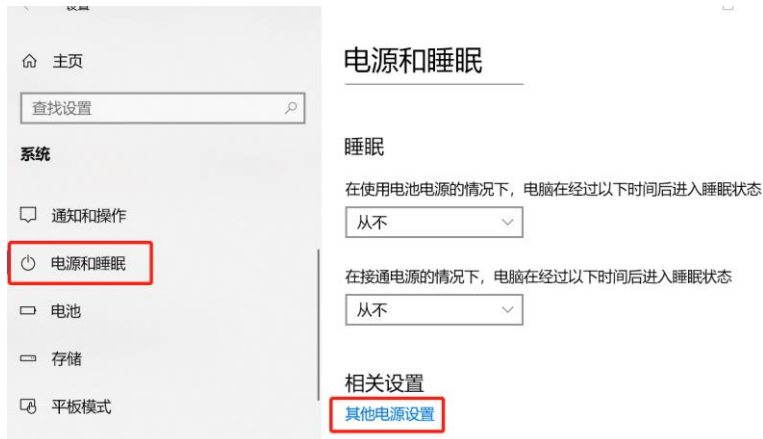 设置
主页
查找设置
系统
通知和操作
电源和睡眠
电池
存储
平板模式
电源和睡眠
睡眠
在使用电池电源的情况下，电脑在经过以下时间后进入睡眠状态
从不
在接通电源的情况下，电脑在经过以下时间后进入睡眠状态
从不
相关设置
其他电源设置